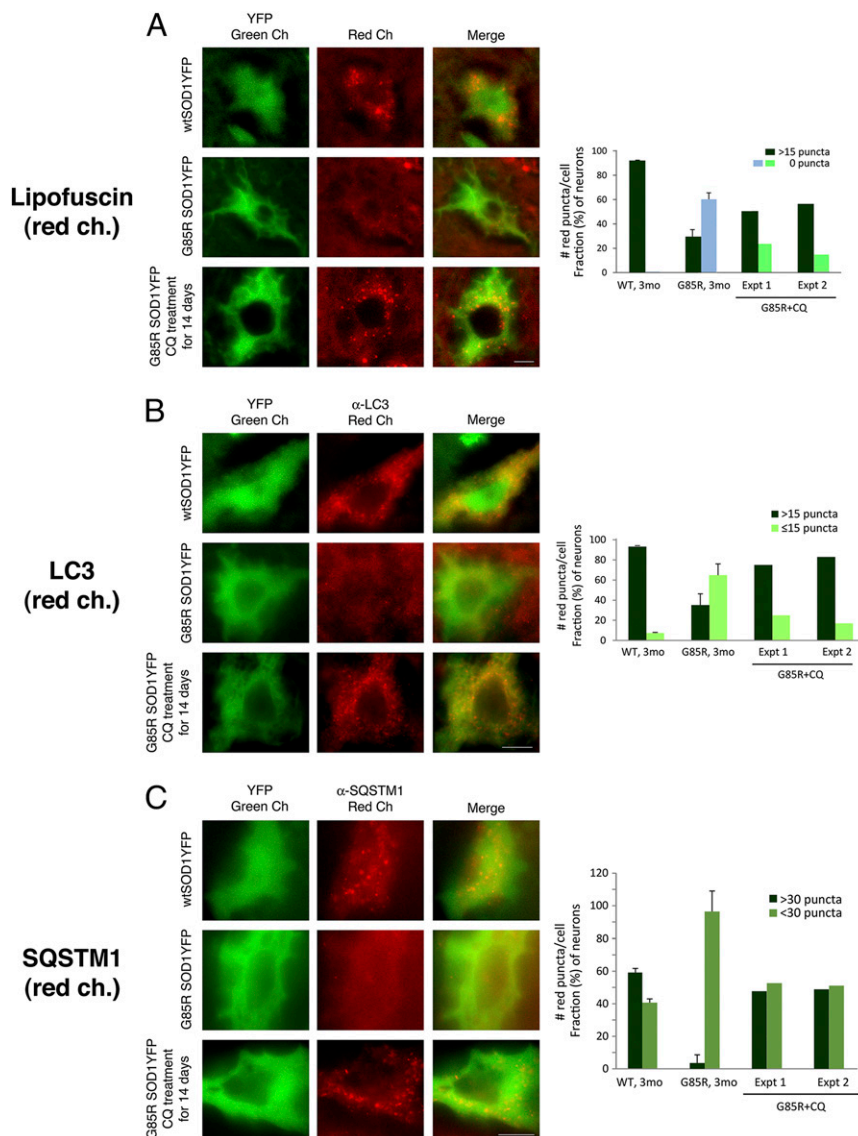 A
YFP
Green Ch
Red Ch
Merge
Lipofuscin
(red ch.)
wtSOD1YFP
G85R SOD1YFP
G85R SOD1YFP
CQ treatment
for 14 days
>15 puncta
0 puncta
# red puncta/cell
Fraction (%) of neurons
100
80
60
40
20
0
WT, 3mo
G85R, 3mo
Expt 1
Expt 2
G85R+CQ
B
YFP
Green Ch
α-LC3
Red Ch
Merge
LC3
(red ch.)
wtSOD1YFP
G85R SOD1YFP
G85R SOD1YFP
CQ treatment
for 14 days
>15 puncta
≤15 puncta
# red puncta/cell
Fraction (%) of neurons
100
80
60
40
20
0
WT, 3mo
G85R, 3mo
Expt 1
Expt 2
G85R+CQ
C
YFP
Green Ch
α-SQSTM1
Red Ch
Merge
SQSTM1
(red ch.)
wtSOD1YFP
G85R SOD1YFP
G85R SOD1YFP
CQ treatment
for 14 days
>30 puncta
<30 puncta
# red puncta/cell
Fraction (%) of neurons
120
100
80
60
40
20
0
WT, 3mo
G85R, 3mo
Expt 1
Expt 2
G85R+CQ